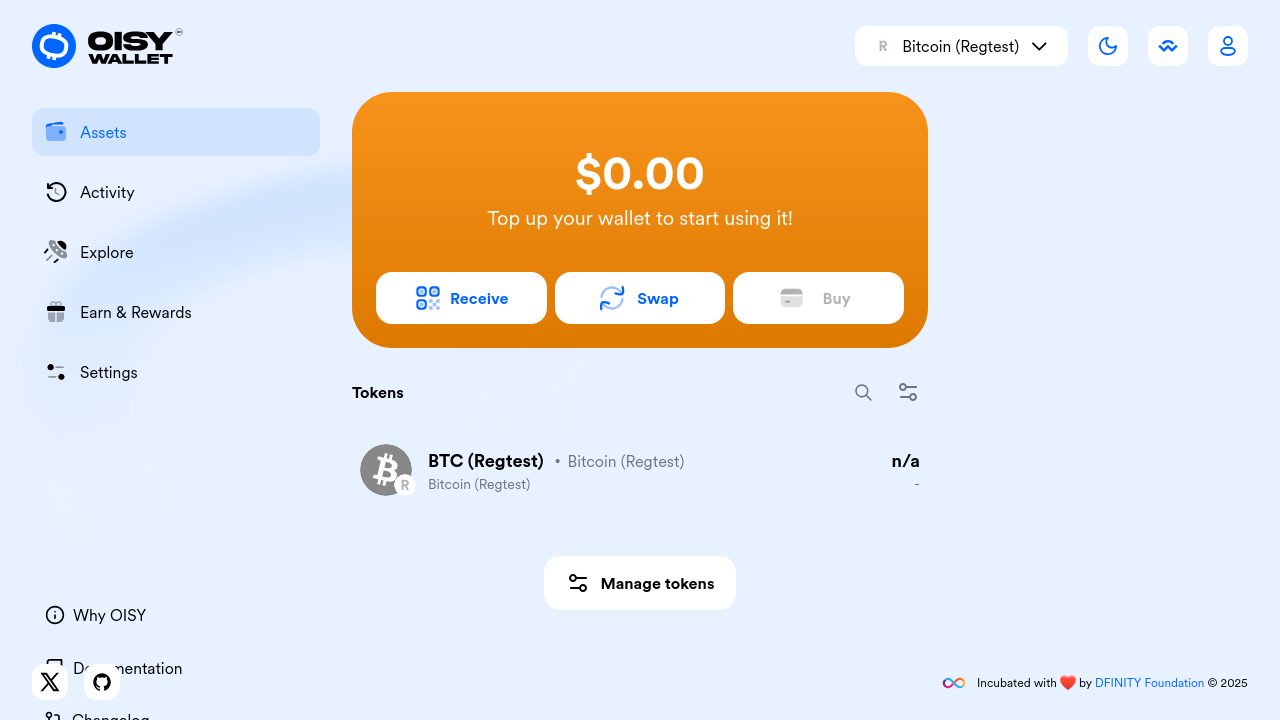 OISY
WALLET
R Bitcoin (Regtest)
Assets
Activity
Explore
Earn & Rewards
Settings
$0.00
Top up your wallet to start using it!
Receive
Swap
Buy
Tokens
BTC (Regtest) • Bitcoin (Regtest)
n/a
R
Bitcoin (Regtest)
-
Manage tokens
Why OISY
Documentation
Changelog
Incubated with ❤️ by DFINITY Foundation © 2025